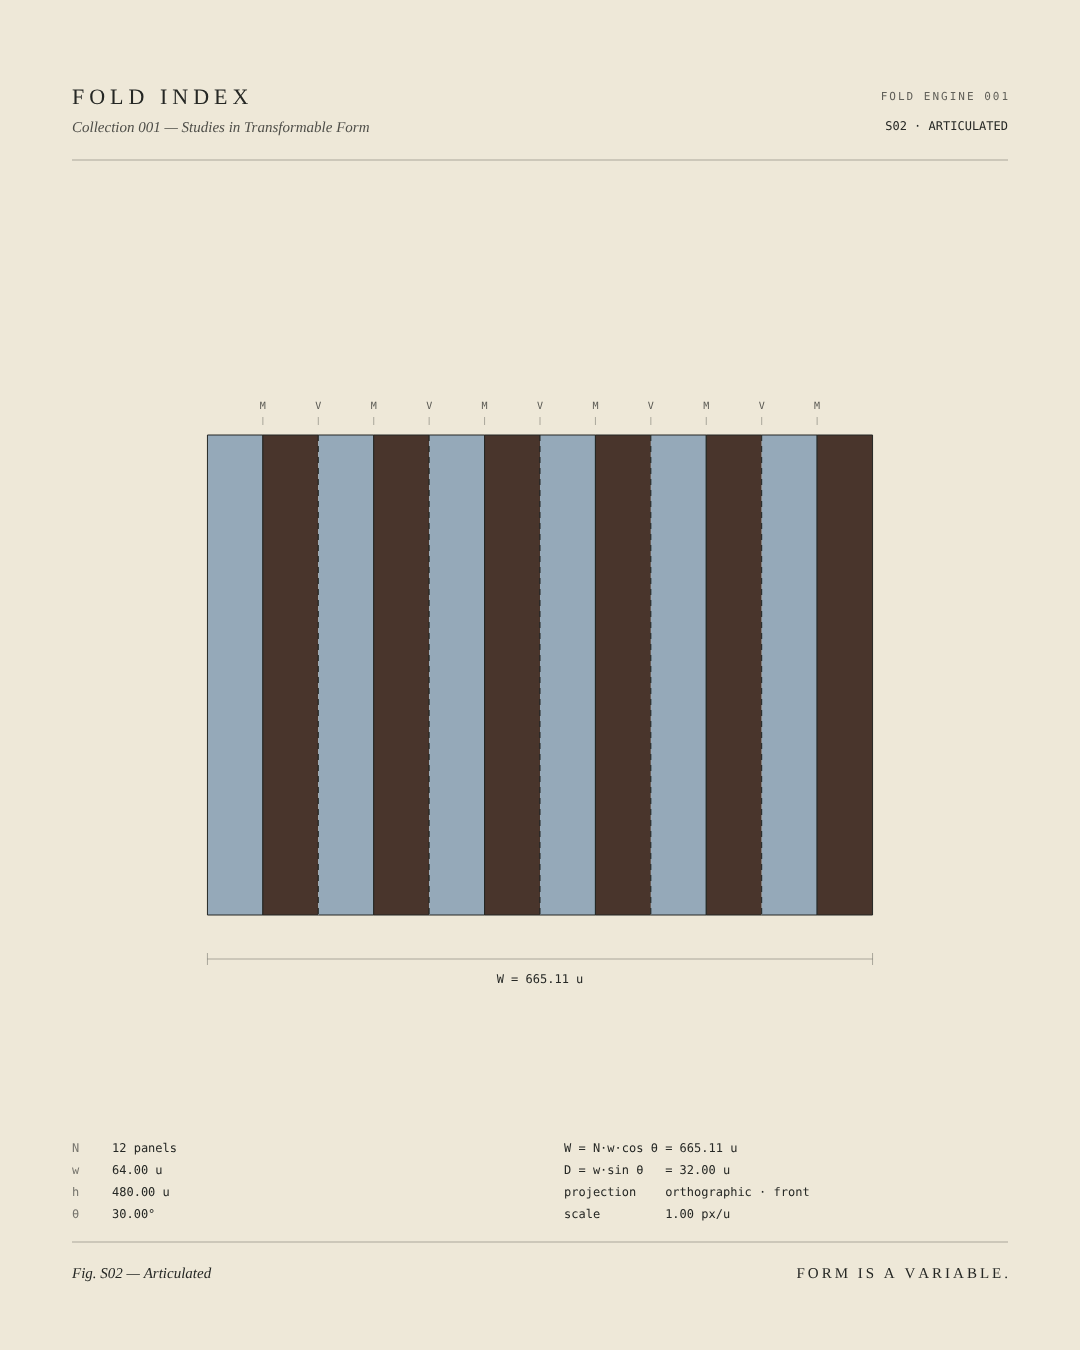 FOLD INDEX
FOLD ENGINE 001
Collection 001 — Studies in Transformable Form
S02 · ARTICULATED
M V M V M V M V M V M
W = 665.11 u
N 12 panels
w 64.00 u
h 480.00 u
θ 30.00°
W = N·w·cos θ = 665.11 u
D = w·sin θ = 32.00 u
projection orthographic · front
scale 1.00 px/u
Fig. S02 — Articulated
FORM IS A VARIABLE.